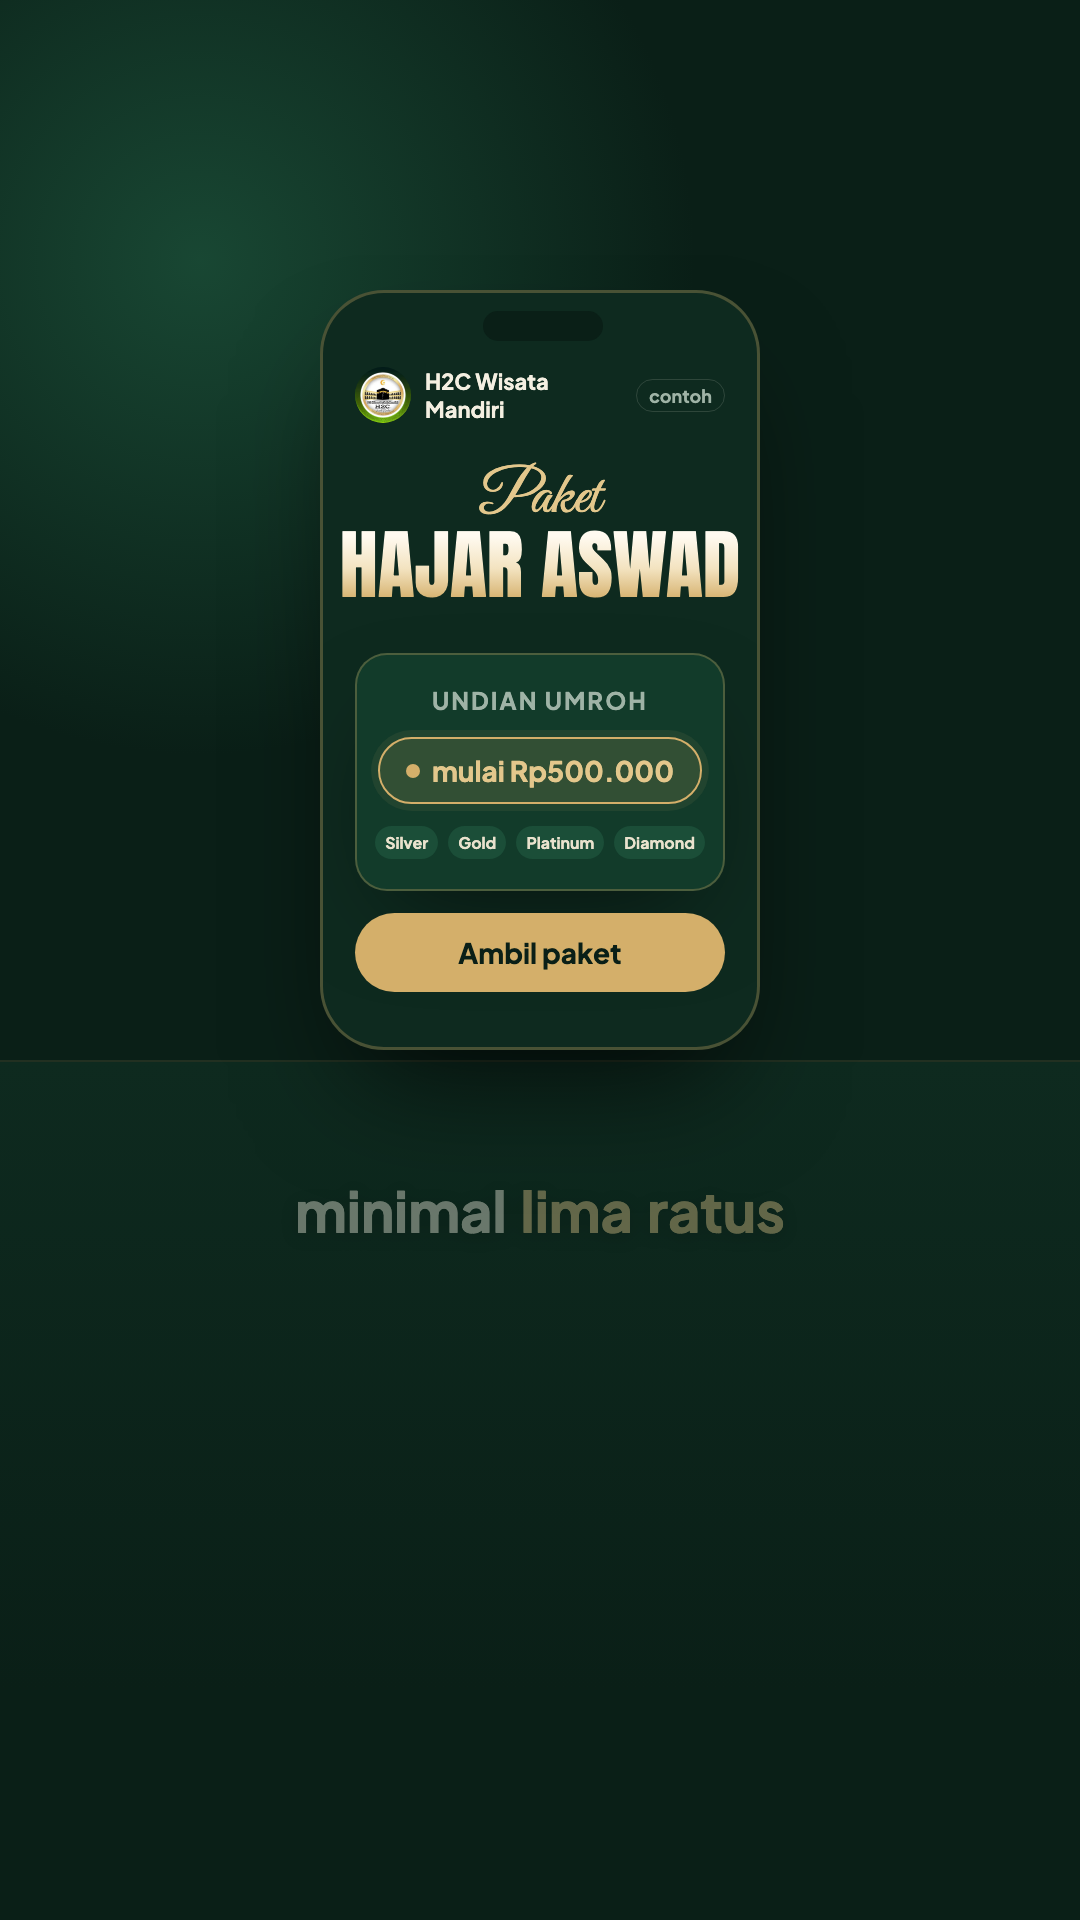 H2C Wisata
Mandiri
contoh
H2C
Paket
HAJAR ASWAD
UNDIAN UMROH
mulai Rp500.000
Silver Gold Platinum Diamond
Ambil paket
minimal lima ratus